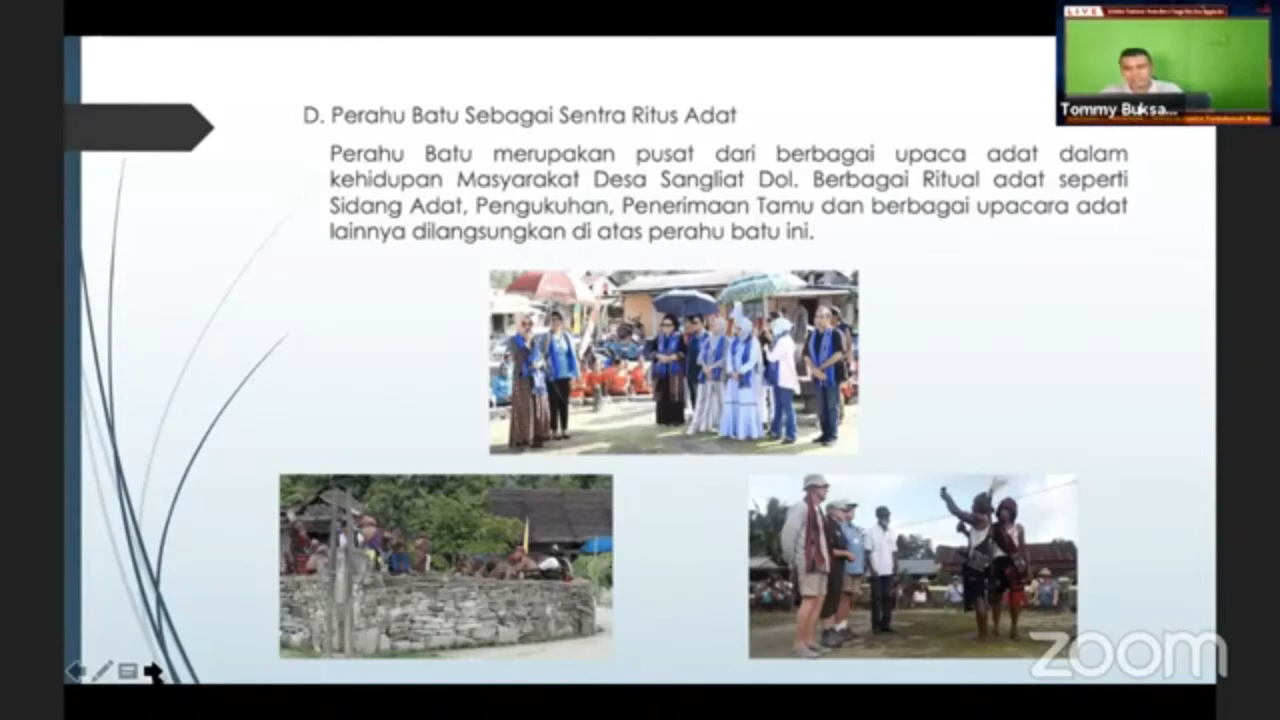 LIVE
Tommy Buksa...
D. Perahu Batu Sebagai Sentra Ritus Adat
Perahu Batu merupakan pusat dari berbagai upaca adat dalam
kehidupan Masyarakat Desa Sangliat Dol. Berbagai Ritual adat seperti
Sidang Adat, Pengukuhan, Penerimaan Tamu dan berbagai upacara adat
lainnya dilangsungkan di atas perahu batu ini.
zoom